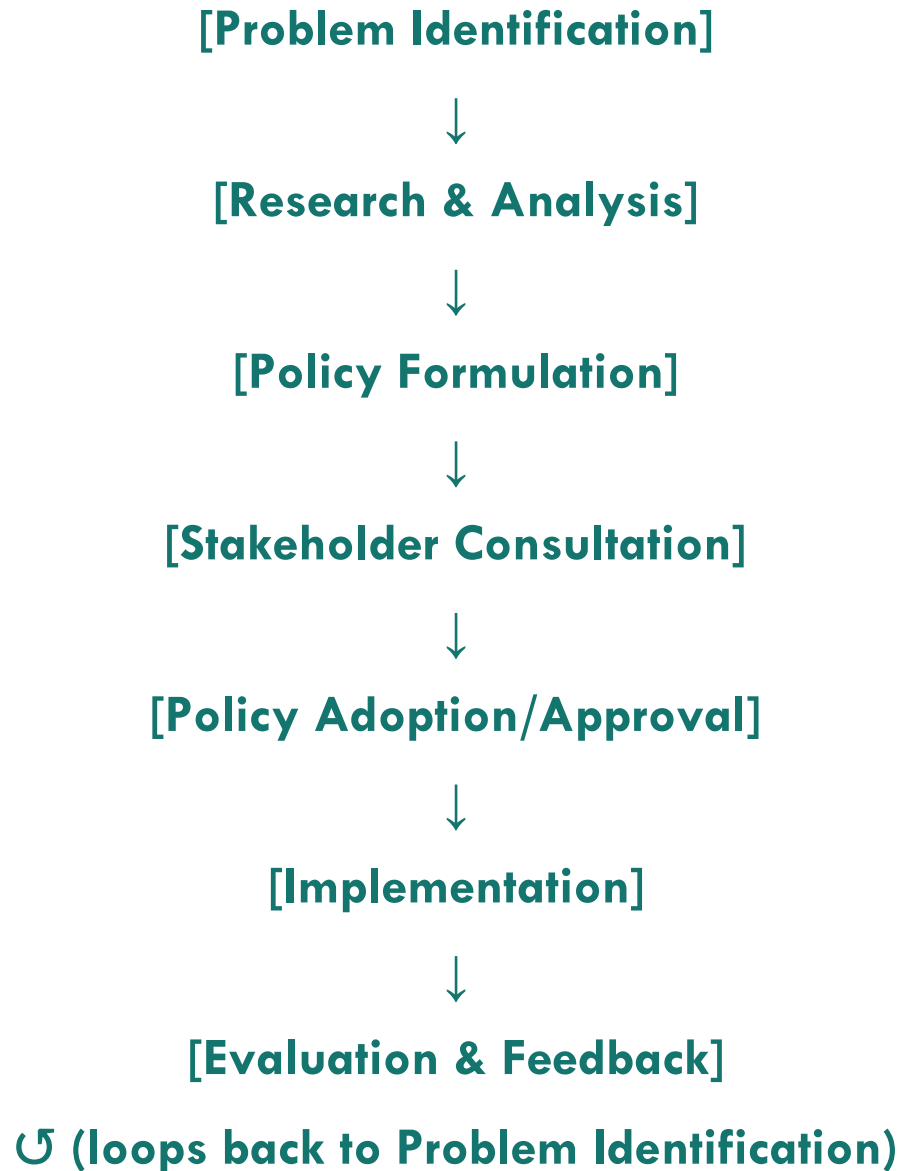 [Problem Identification]
↓
[Research & Analysis]
↓
[Policy Formulation]
↓
[Stakeholder Consultation]
↓
[Policy Adoption/Approval]
↓
[Implementation]
↓
[Evaluation & Feedback]
↺ (loops back to Problem Identification)